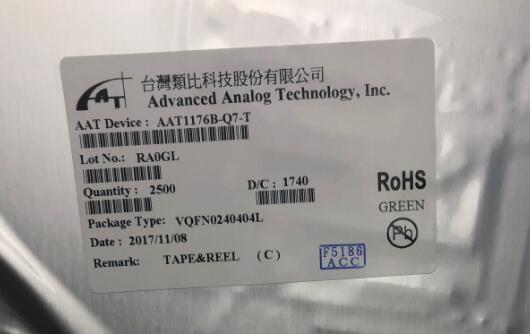 台灣類比科技股份有限公司
AAT Advanced Analog Technology, Inc.
AAT Device : AAT1176B-Q7-T
Lot No.: RA0GL
Quantity : 2500 D/C : 1740
RoHS
GREEN
Pb
Package Type: VQFN0240404L
Date : 2017/11/08
Remark: TAPE&REEL (C)
F5186
ACC